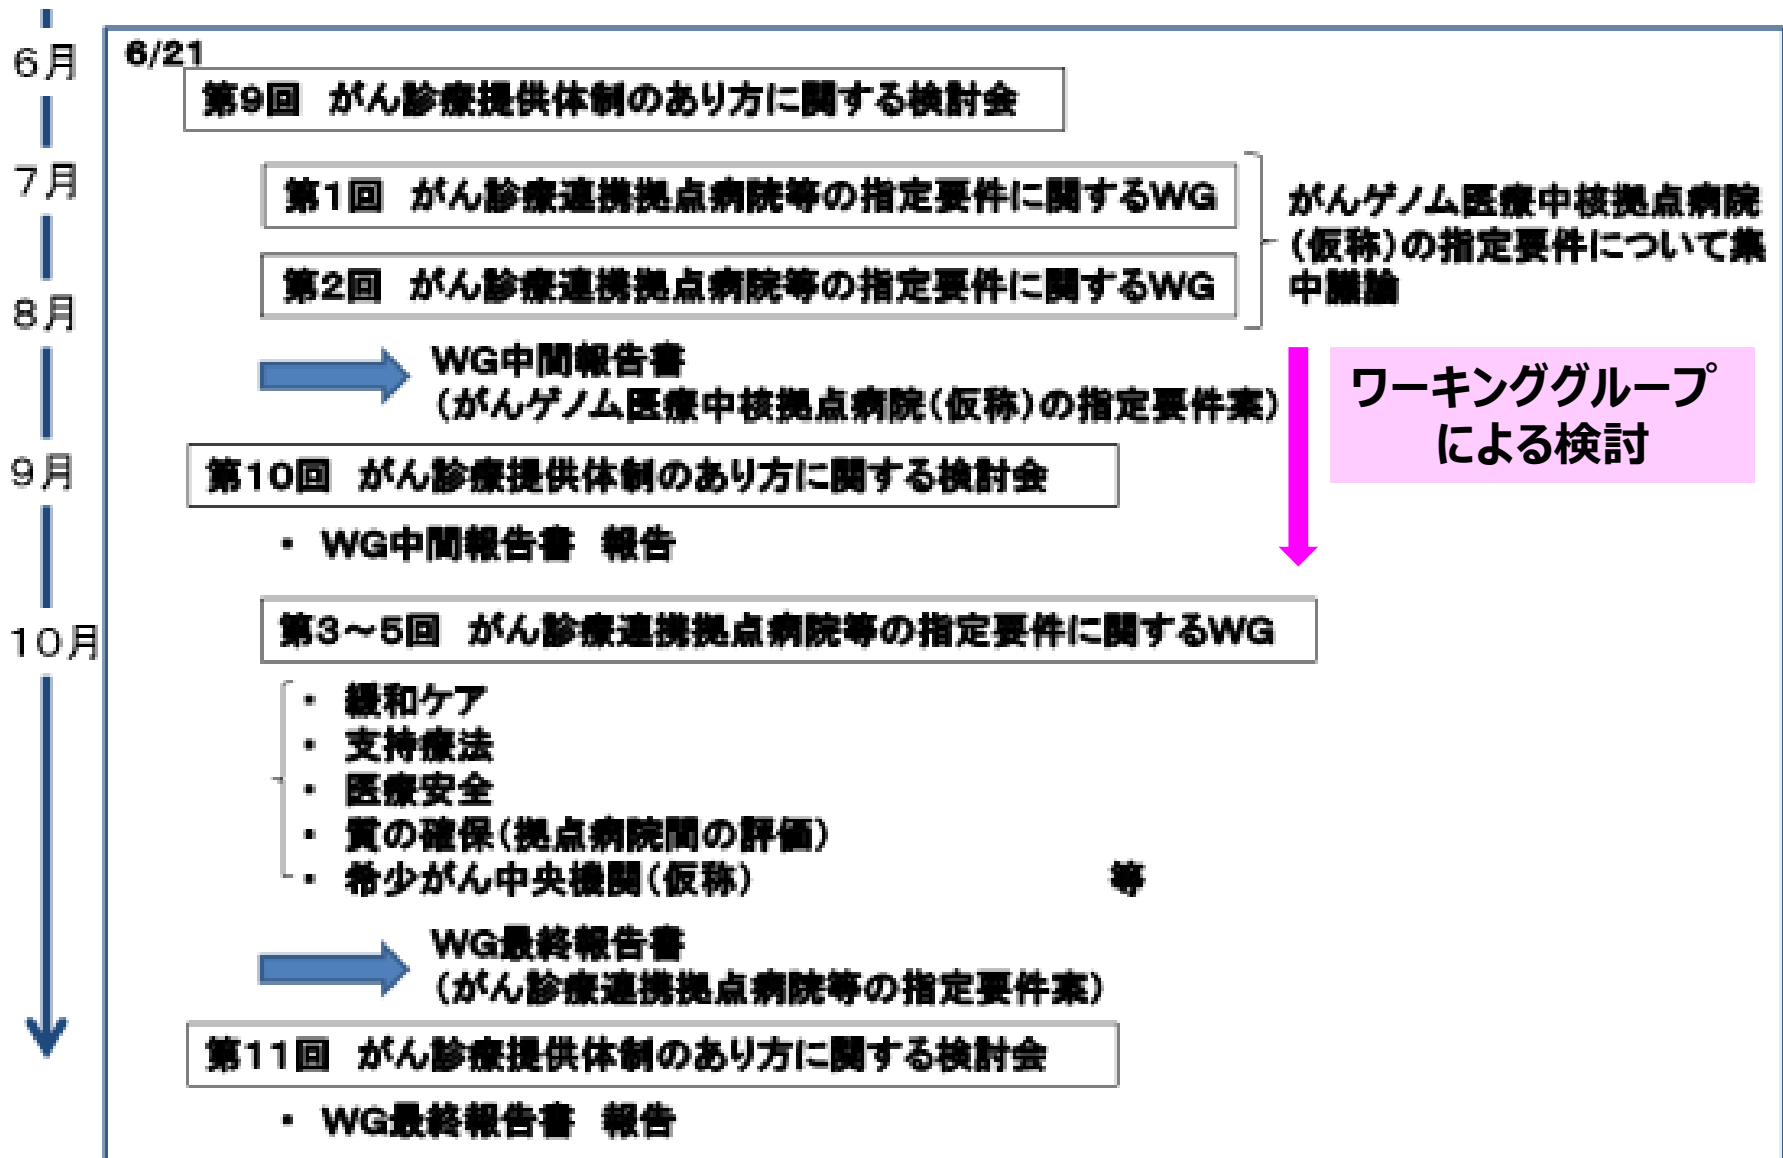 6月
6/21
第9回 がん診療提供体制のあり方に関する検討会
7月
第1回 がん診療連携拠点病院等の指定要件に関するWG
第2回 がん診療連携拠点病院等の指定要件に関するWG
がんゲノム医療中核拠点病院
(仮称)の指定要件について集
中議論
8月
WG中間報告書
(がんゲノム医療中核拠点病院(仮称)の指定要件案)
ワーキンググループ
による検討
9月
第10回 がん診療提供体制のあり方に関する検討会
・ WG中間報告書 報告
10月
第3～5回 がん診療連携拠点病院等の指定要件に関するWG
・ 緩和ケア
・ 支持療法
・ 医療安全
・ 質の確保(拠点病院間の評価)
・ 希少がん中央機関(仮称) 等
WG最終報告書
(がん診療連携拠点病院等の指定要件案)
第11回 がん診療提供体制のあり方に関する検討会
・ WG最終報告書 報告